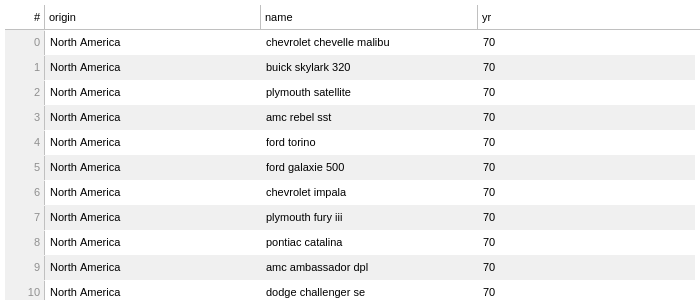 # origin name yr
0 North America chevrolet chevelle malibu 70
1 North America buick skylark 320 70
2 North America plymouth satellite 70
3 North America amc rebel sst 70
4 North America ford torino 70
5 North America ford galaxie 500 70
6 North America chevrolet impala 70
7 North America plymouth fury iii 70
8 North America pontiac catalina 70
9 North America amc ambassador dpl 70
10 North America dodge challenger se 70